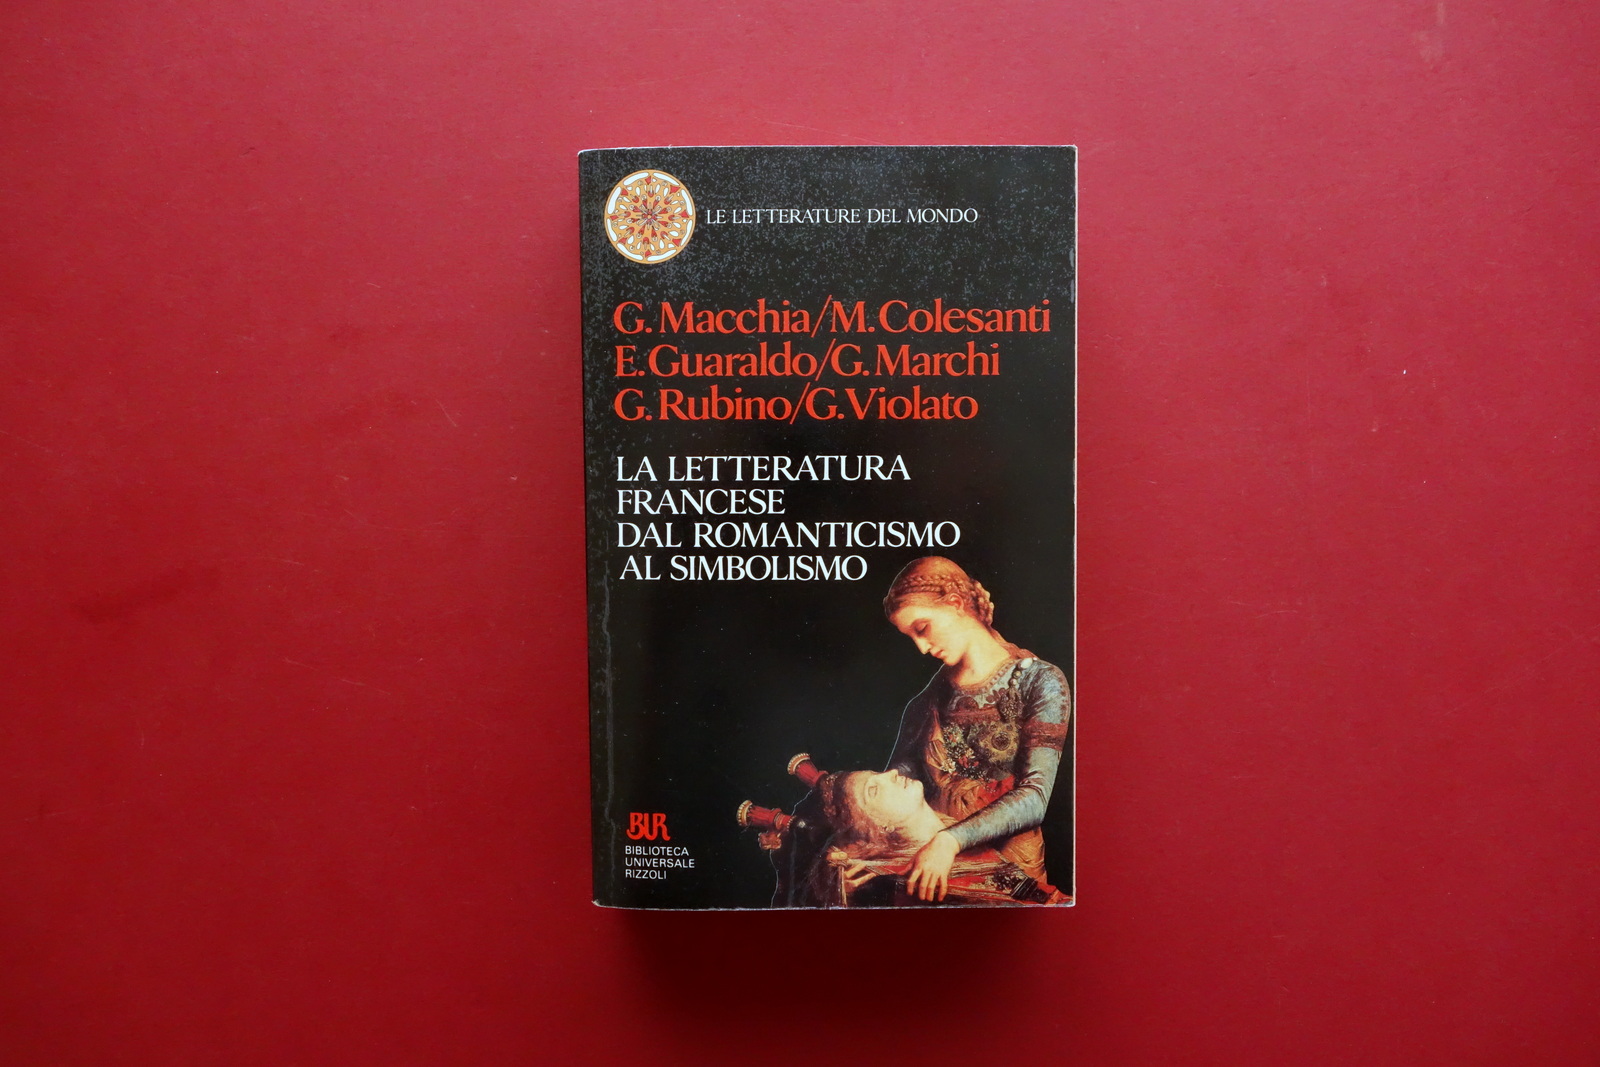 LE LETTERATURE DEL MONDO
G. Macchia/M. Colesanti
E. Guaraldo/G. Marchi
G. Rubino/G. Violato
LA LETTERATURA
FRANCESE
DAL ROMANTICISMO
AL SIMBOLISMO
BUR
BIBLIOTECA
UNIVERSALE
RIZZOLI